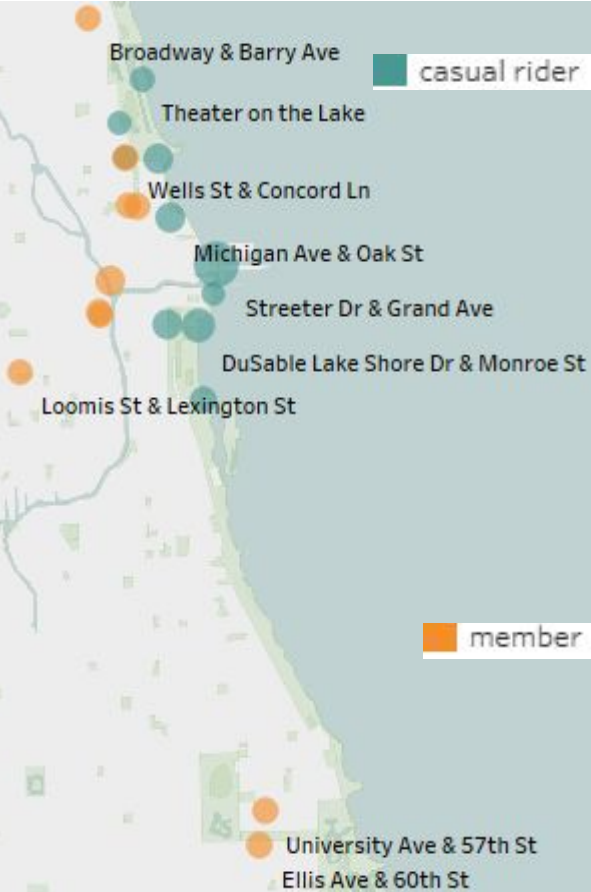 Broadway & Barry Ave
casual rider
Theater on the Lake
Wells St & Concord Ln
Michigan Ave & Oak St
Streeter Dr & Grand Ave
DuSable Lake Shore Dr & Monroe St
Loomis St & Lexington St
member
University Ave & 57th St
Ellis Ave & 60th St